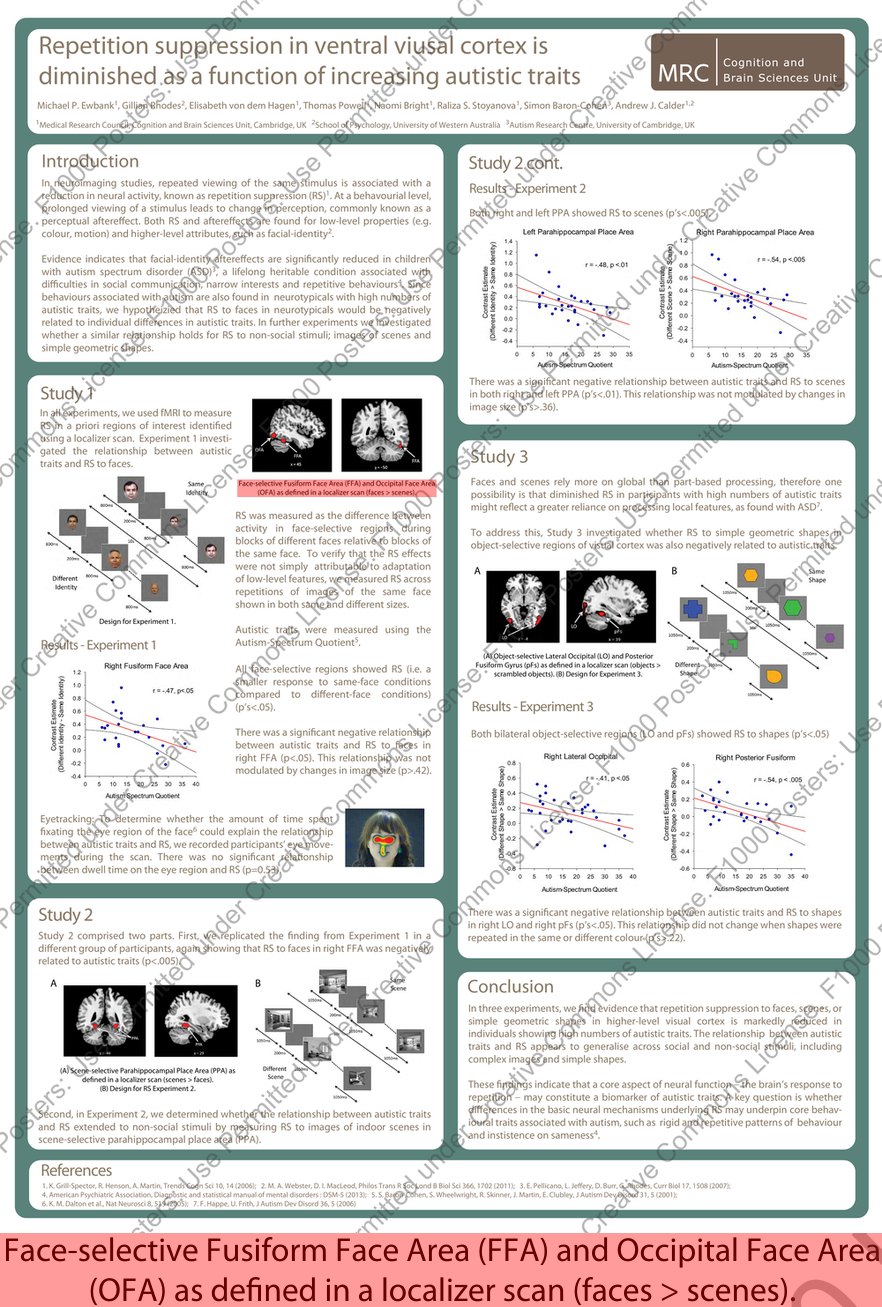 Repetition suppression in ventral viusal cortex is
diminished as a function of increasing autistic traits
MRC
Cognition and
Brain Sciences Unit
Michael P. Ewbank1, Gillian Rhodes2, Elisabeth von dem Hagen1, Thomas Powell1, Naomi Bright1, Raliza S. Stoyanova1, Simon Baron-Cohen3, Andrew J. Calder1,2
1Medical Research Council Cognition and Brain Sciences Unit, Cambridge, UK 2School of Psychology, University of Western Australia 3Autism Research Centre, University of Cambridge, UK
Introduction
In neuroimaging studies, repeated viewing of the same stimulus is associated with a
reduction in neural activity, known as repetition suppression (RS)1. At a behavioural level,
prolonged viewing of a stimulus leads to change in perception, commonly known as a
perceptual aftereffect. Both RS and aftereffects are found for low-level properties (e.g.
colour, motion) and higher-level attributes, such as facial-identity2.
Evidence indicates that facial-identity aftereffects are significantly reduced in children
with autism spectrum disorder (ASD)3, a lifelong heritable condition associated with
difficulties in social communication, narrow interests and repetitive behaviours4. Since
behaviours associated with autism are also found in neurotypicals with high numbers of
autistic traits, we hypothesized that RS to faces in neurotypicals would be negatively
related to individual differences in autistic traits. In further experiments we investigated
whether a similar relationship holds for RS to non-social stimuli; images of scenes and
simple geometric shapes.
Study 1
In all experiments, we used fMRI to measure
RS in a priori regions of interest identified
using a localizer scan. Experiment 1 investi-
gated the relationship between autistic
traits and RS to faces.
OFA
FFA
x = 45
FFA
y = -50
Face-selective Fusiform Face Area (FFA) and Occipital Face Area
(OFA) as defined in a localizer scan (faces > scenes).
Same
Identity
800ms
200ms
800ms
800ms
200ms
800ms
Different
Identity
Design for Experiment 1.
RS was measured as the difference between
activity in face-selective regions during
blocks of different faces relative to blocks of
the same face. To verify that the RS effects
were not simply attributable to adaptation
of low-level features, we measured RS across
repetitions of images of the same face
shown in both same and different sizes.
Autistic traits were measured using the
Autism-Spectrum Quotient5.
All face-selective regions showed RS (i.e. a
smaller response to same-face conditions
compared to different-face conditions)
(p's<.05).
There was a significant negative relationship
between autistic traits and RS to faces in
right FFA (p<.05). This relationship was not
modulated by changes in image size (p>.42).
Results - Experiment 1
Right Fusiform Face Area
r = -.47, p<.05
Contrast Estimate
(Different identity - Same Identity)
1.2
1.0
0.8
0.6
0.4
0.2
0.0
-0.2
-0.4
0 5 10 15 20 25 30 35 40
Autism Spectrum Quotient
Eyetracking: To determine whether the amount of time spent
fixating the eye region of the face6 could explain the relationship
between autistic traits and RS, we recorded participants' eye move-
ments during the scan. There was no significant relationship
between dwell time on the eye region and RS (p=0.53).
Study 2
Study 2 comprised two parts. First, we replicated the finding from Experiment 1 in a
different group of participants, again showing that RS to faces in right FFA was negatively
related to autistic traits (p<.005).
A
PPA
PPA
B
Same
Scene
1050ms
200ms
1050ms
1050ms
200ms
1050ms
Different
Scene
(A) Scene-selective Parahippocampal Place Area (PPA) as
defined in a localizer scan (scenes > faces).
(B) Design for RS Experiment 2.
Second, in Experiment 2, we determined whether the relationship between autistic traits
and RS extended to non-social stimuli by measuring RS to images of indoor scenes in
scene-selective parahippocampal place area (PPA).
Study 2 cont.
Results - Experiment 2
Both right and left PPA showed RS to scenes (p's<.005).
Left Parahippocampal Place Area
r = -.48, p <.01
Contrast Estimate
(Different Identity > Same Identity)
1.4
1.2
1.0
0.8
0.6
0.4
0.2
0.0
-0.2
-0.4
0 5 10 15 20 25 30 35
Autism-Spectrum Quotient
Right Parahippocampal Place Area
r = -.54, p <.005
Contrast Estimate
(Different Scene > Same Scene)
1.2
1.0
0.8
0.6
0.4
0.2
0.0
-0.2
-0.4
0 5 10 15 20 25 30 35
Autism-Spectrum Quotient
There was a significant negative relationship between autistic traits and RS to scenes
in both right and left PPA (p's<.01). This relationship was not modulated by changes in
image size (p's>.36).
Study 3
Faces and scenes rely more on global than part-based processing, therefore one
possibility is that diminished RS in participants with high numbers of autistic traits
might reflect a greater reliance on processing local features, as found with ASD7.
To address this, Study 3 investigated whether RS to simple geometric shapes in
object-selective regions of visual cortex was also negatively related to autistic traits.
A
LO
LO
pFs
B
Same
Shape
1050ms
200ms
1050ms
1050ms
200ms
1050ms
Different
Shape
(A) Object-selective Lateral Occipital (LO) and Posterior
Fusiform Gyrus (pFs) as defined in a localizer scan (objects >
scrambled objects). (B) Design for Experiment 3.
Results - Experiment 3
Both bilateral object-selective regions (LO and pFs) showed RS to shapes (p's<.05)
Right Lateral Occipital
r = -.41, p <.05
Contrast Estimate
(Different Shape > Same Shape)
0.8
0.6
0.4
0.2
0.0
-0.2
-0.4
-0.6
-0.8
0 5 10 15 20 25 30 35 40
Autism-Spectrum Quotient
Right Posterior Fusiform
r = -.54, p < .005
Contrast Estimate
(Different Shape > Same Shape)
0.6
0.4
0.2
0.0
-0.2
-0.4
-0.6
0 5 10 15 20 25 30 35 40
Autism-Spectrum Quotient
There was a significant negative relationship between autistic traits and RS to shapes
in right LO and right pFs (p's<.05). This relationship did not change when shapes were
repeated in the same or different colour (p's>.22).
Conclusion
In three experiments, we find evidence that repetition suppression to faces, scenes, or
simple geometric shapes in higher-level visual cortex is markedly reduced in
individuals showing high numbers of autistic traits. The relationship between autistic
traits and RS appears to generalise across social and non-social stimuli, including
complex images and simple shapes.
These findings indicate that a core aspect of neural function – the brain's response to
repetition – may constitute a biomarker of autistic traits. A key question is whether
differences in the basic neural mechanisms underlying RS may underpin core behav-
ioural traits associated with autism, such as rigid and repetitive patterns of behaviour
and instistence on sameness4.
References
1. K. Grill-Spector, R. Henson, A. Martin, Trends Cogn Sci 10, 14 (2006); 2. M. A. Webster, D. I. MacLeod, Philos Trans R Soc Lond B Biol Sci 366, 1702 (2011); 3. E. Pellicano, L. Jeffery, D. Burr, G. Rhodes, Curr Biol 17, 1508 (2007);
4. American Psychiatric Association, Diagnostic and statistical manual of mental disorders : DSM-5 (2013); 5. S. Baron-Cohen, S. Wheelwright, R. Skinner, J. Martin, E. Clubley, J Autism Dev Disord 31, 5 (2001);
6. K. M. Dalton et al., Nat Neurosci 8, 519 (2005); 7. F. Happe, U. Frith, J Autism Dev Disord 36, 5 (2006)
Face-selective Fusiform Face Area (FFA) and Occipital Face Area
(OFA) as defined in a localizer scan (faces > scenes).
F1000 Posters: Use Permitted under Creative Commons License